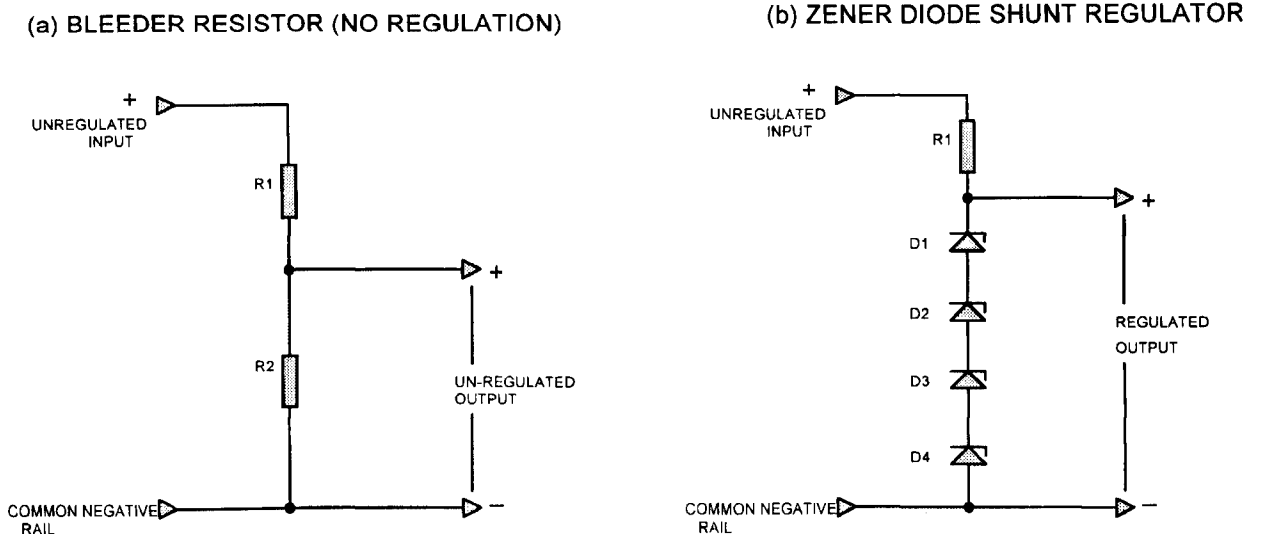 (a) BLEEDER RESISTOR (NO REGULATION)
+
UNREGULATED
INPUT
R1
+
R2
UN-REGULATED
OUTPUT
COMMON NEGATIVE
RAIL
−
(b) ZENER DIODE SHUNT REGULATOR
+
UNREGULATED
INPUT
R1
+
D1
D2
REGULATED
OUTPUT
D3
D4
COMMON NEGATIVE
RAIL
−